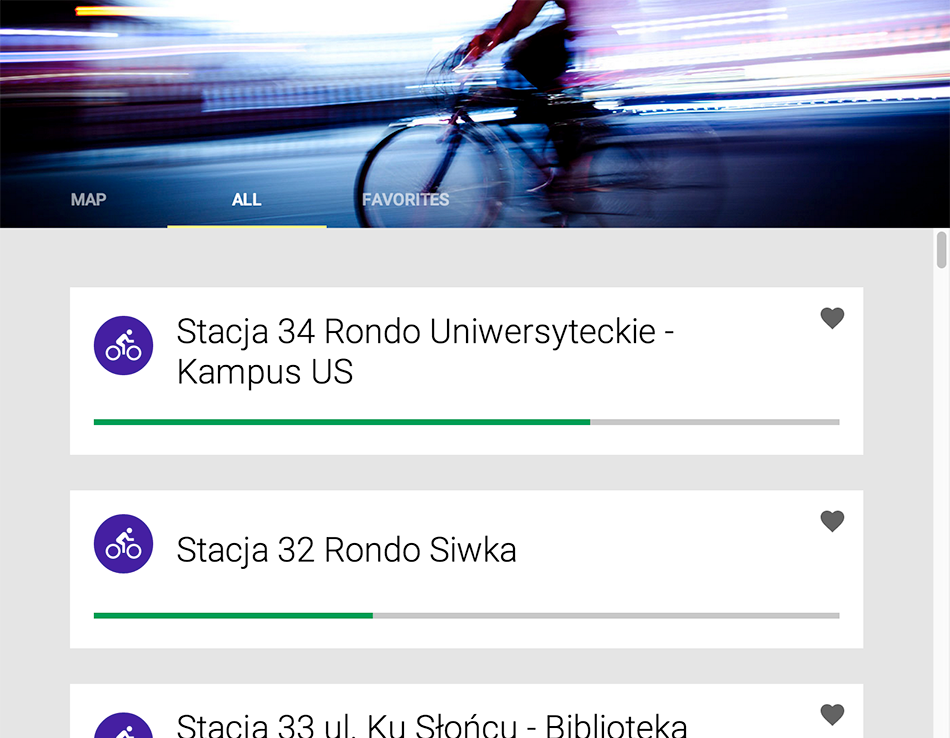 MAP ALL FAVORITES
Stacja 34 Rondo Uniwersyteckie -
Kampus US
Stacja 32 Rondo Siwka
Stacja 33 ul. Ku Słońcu - Biblioteka